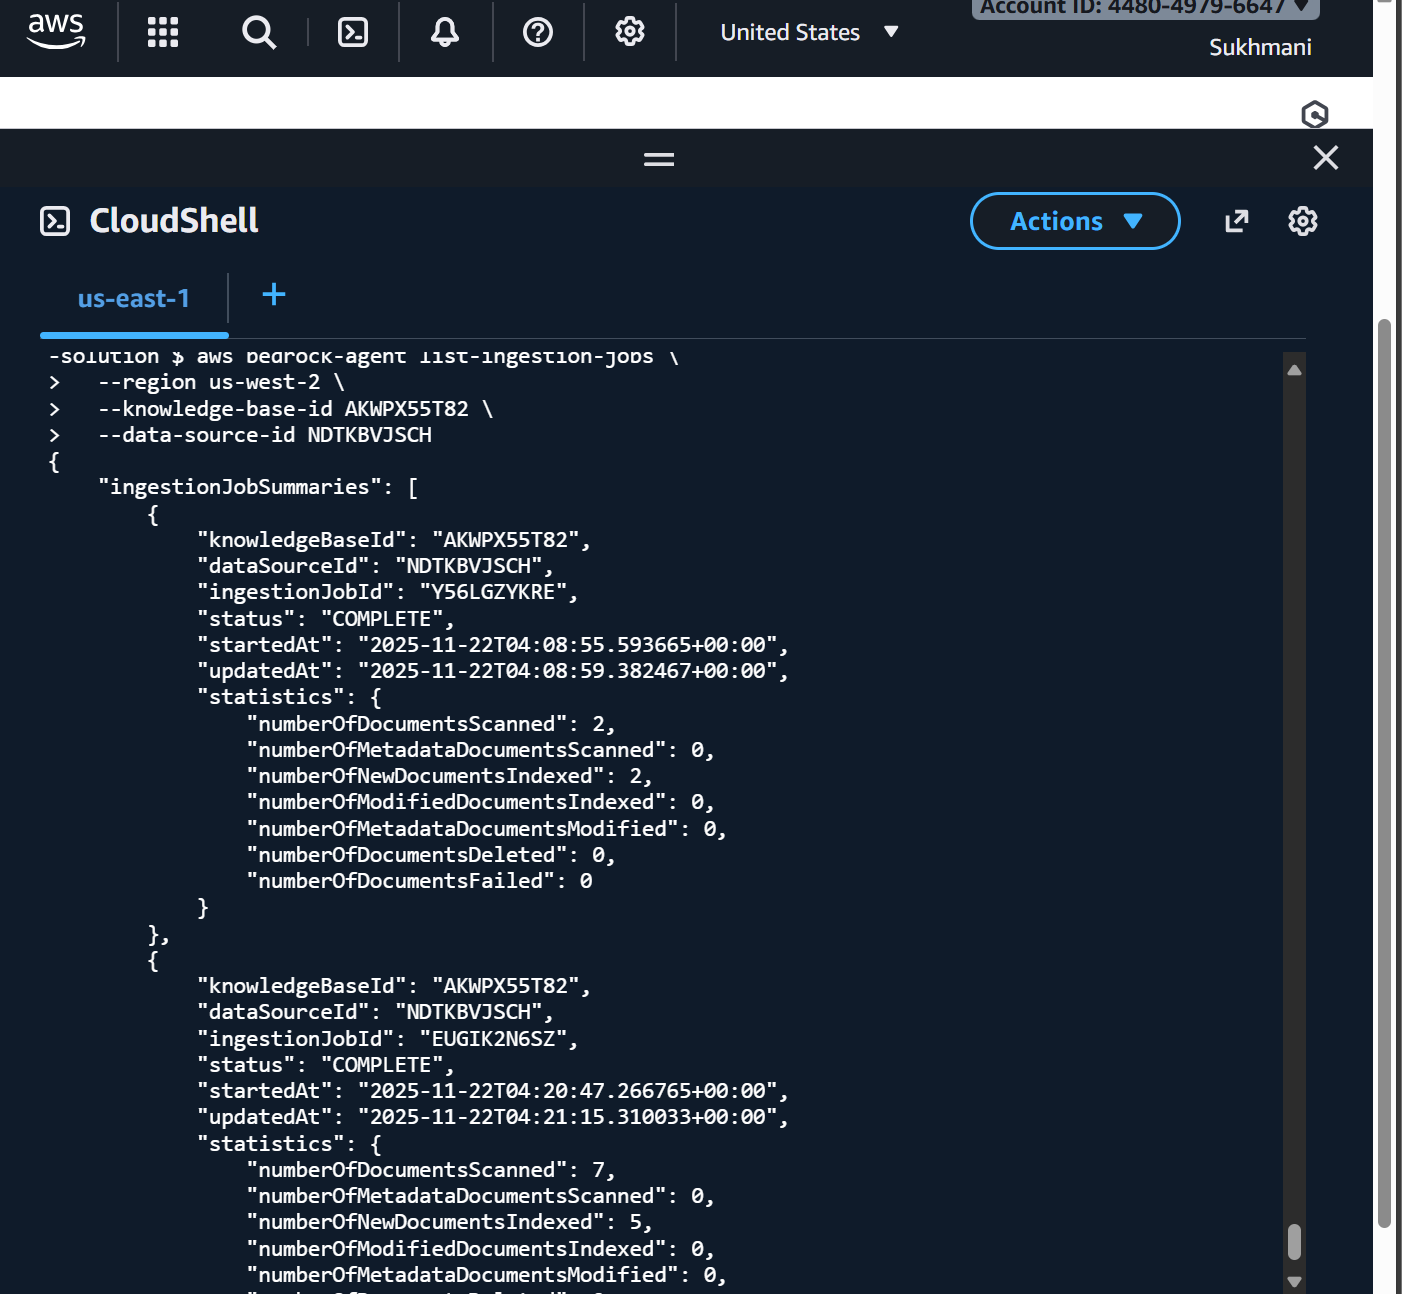 aws
United States
Account ID: 4480-4979-6647
Sukhmani
CloudShell
Actions
us-east-1
+
-solution $ aws bedrock-agent list-ingestion-jobs \
>   --region us-west-2 \
>   --knowledge-base-id AKWPX55T82 \
>   --data-source-id NDTKBVJSCH
{
    "ingestionJobSummaries": [
        {
            "knowledgeBaseId": "AKWPX55T82",
            "dataSourceId": "NDTKBVJSCH",
            "ingestionJobId": "Y56LGZYKRE",
            "status": "COMPLETE",
            "startedAt": "2025-11-22T04:08:55.593665+00:00",
            "updatedAt": "2025-11-22T04:08:59.382467+00:00",
            "statistics": {
                "numberOfDocumentsScanned": 2,
                "numberOfMetadataDocumentsScanned": 0,
                "numberOfNewDocumentsIndexed": 2,
                "numberOfModifiedDocumentsIndexed": 0,
                "numberOfMetadataDocumentsModified": 0,
                "numberOfDocumentsDeleted": 0,
                "numberOfDocumentsFailed": 0
            }
        },
        {
            "knowledgeBaseId": "AKWPX55T82",
            "dataSourceId": "NDTKBVJSCH",
            "ingestionJobId": "EUGIK2N6SZ",
            "status": "COMPLETE",
            "startedAt": "2025-11-22T04:20:47.266765+00:00",
            "updatedAt": "2025-11-22T04:21:15.310033+00:00",
            "statistics": {
                "numberOfDocumentsScanned": 7,
                "numberOfMetadataDocumentsScanned": 0,
                "numberOfNewDocumentsIndexed": 5,
                "numberOfModifiedDocumentsIndexed": 0,
                "numberOfMetadataDocumentsModified": 0,